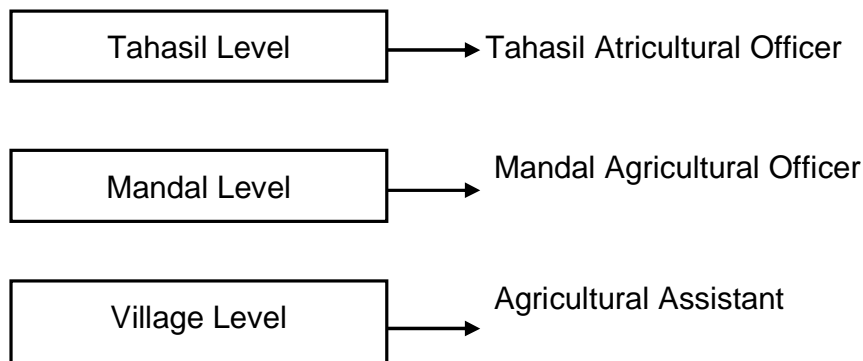 Tahasil Level
Tahasil Atricultural Officer
Mandal Level
Mandal Agricultural Officer
Village Level
Agricultural Assistant